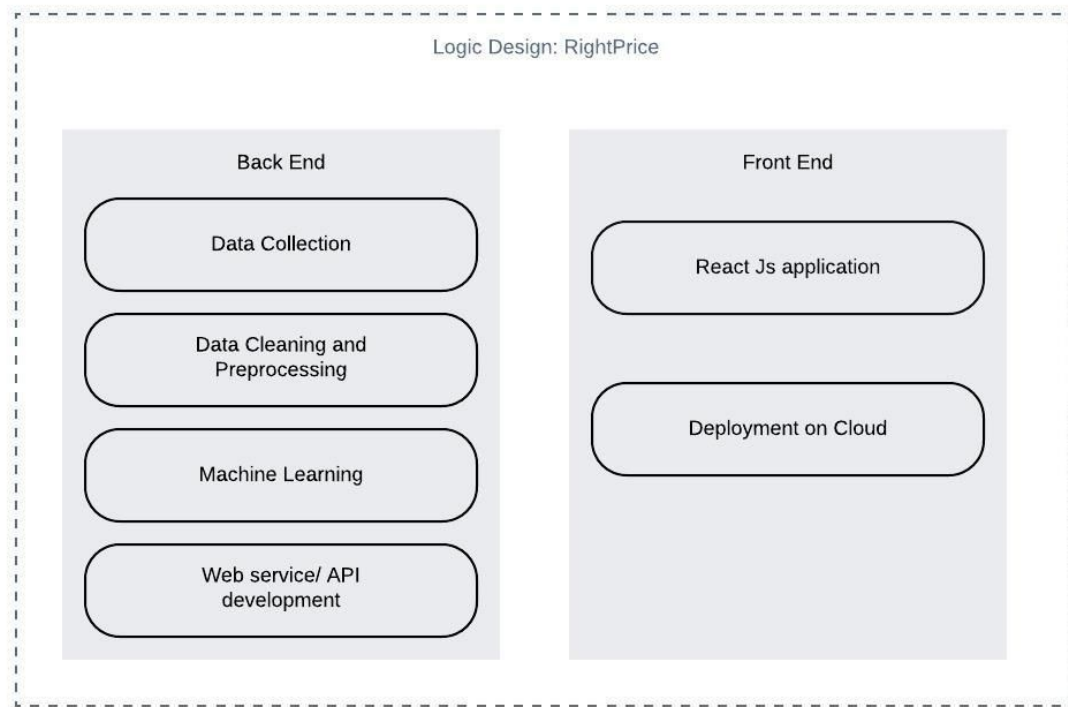 Logic Design: RightPrice
Back End
Data Collection
Data Cleaning and
Preprocessing
Machine Learning
Web service/ API
development
Front End
React Js application
Deployment on Cloud